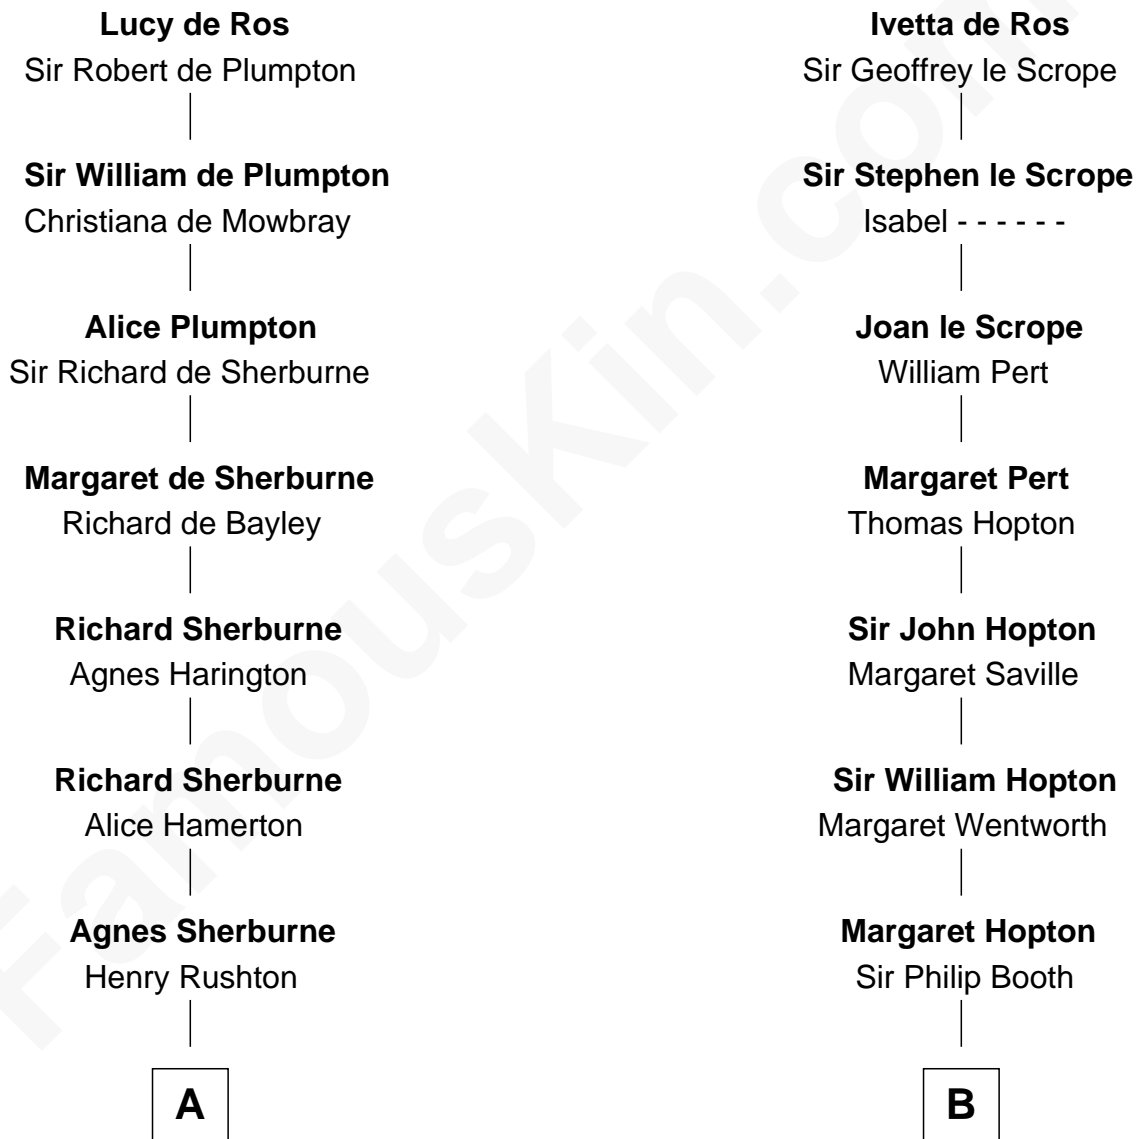 Lucy de Ros
Sir Robert de Plumpton
Sir William de Plumpton
Christiana de Mowbray
Alice Plumpton
Sir Richard de Sherburne
Margaret de Sherburne
Richard de Bayley
Richard Sherburne
Agnes Harington
Richard Sherburne
Alice Hamerton
Agnes Sherburne
Henry Rushton
A
Ivetta de Ros
Sir Geoffrey le Scrope
Sir Stephen le Scrope
Isabel - - - - - -
Joan le Scrope
William Pert
Margaret Pert
Thomas Hopton
Sir John Hopton
Margaret Saville
Sir William Hopton
Margaret Wentworth
Margaret Hopton
Sir Philip Booth
B
FamousKin.com